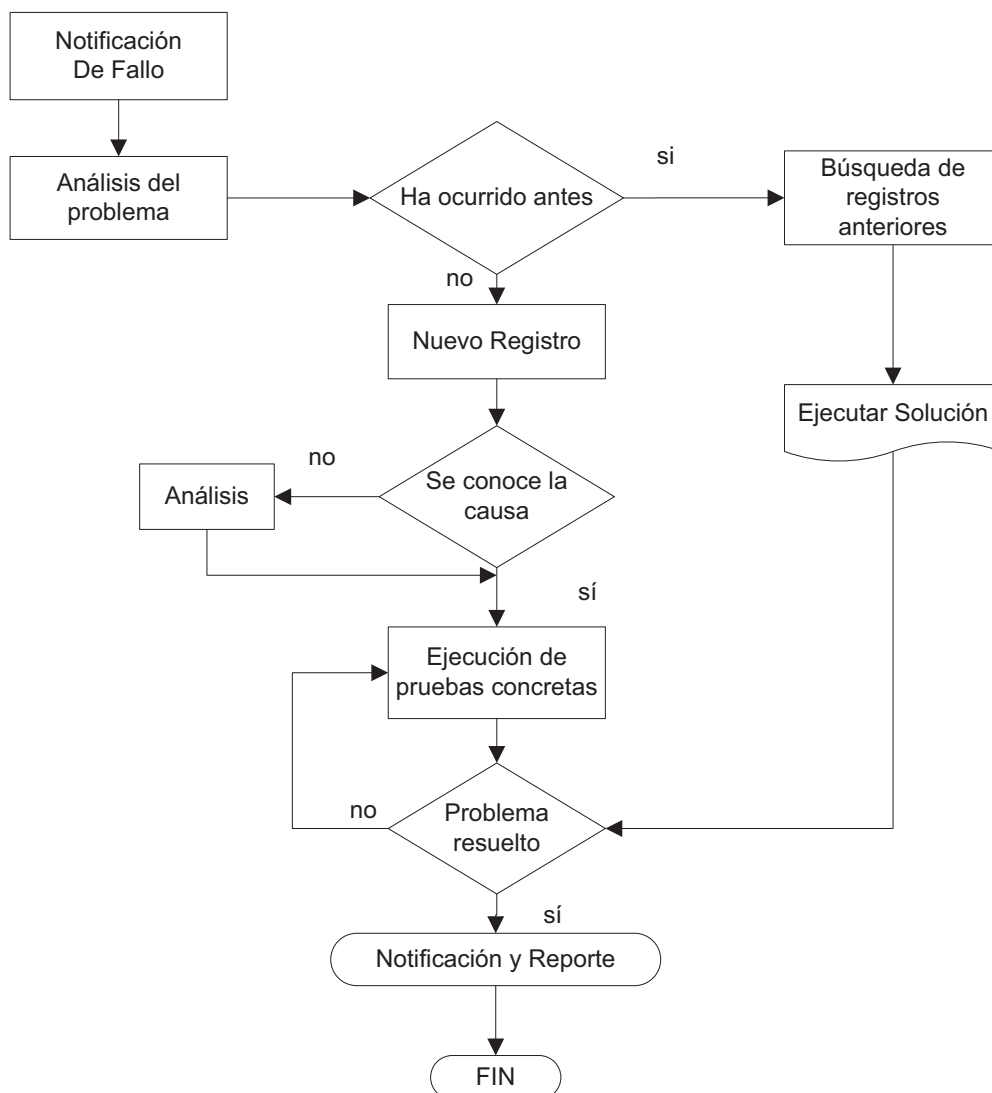 Notificación
De Fallo
Análisis del
problema
Ha ocurrido antes
si
Búsqueda de
registros
anteriores
no
Nuevo Registro
Ejecutar Solución
no
Análisis
Se conoce la
causa
sí
Ejecución de
pruebas concretas
no
Problema
resuelto
sí
Notificación y Reporte
FIN